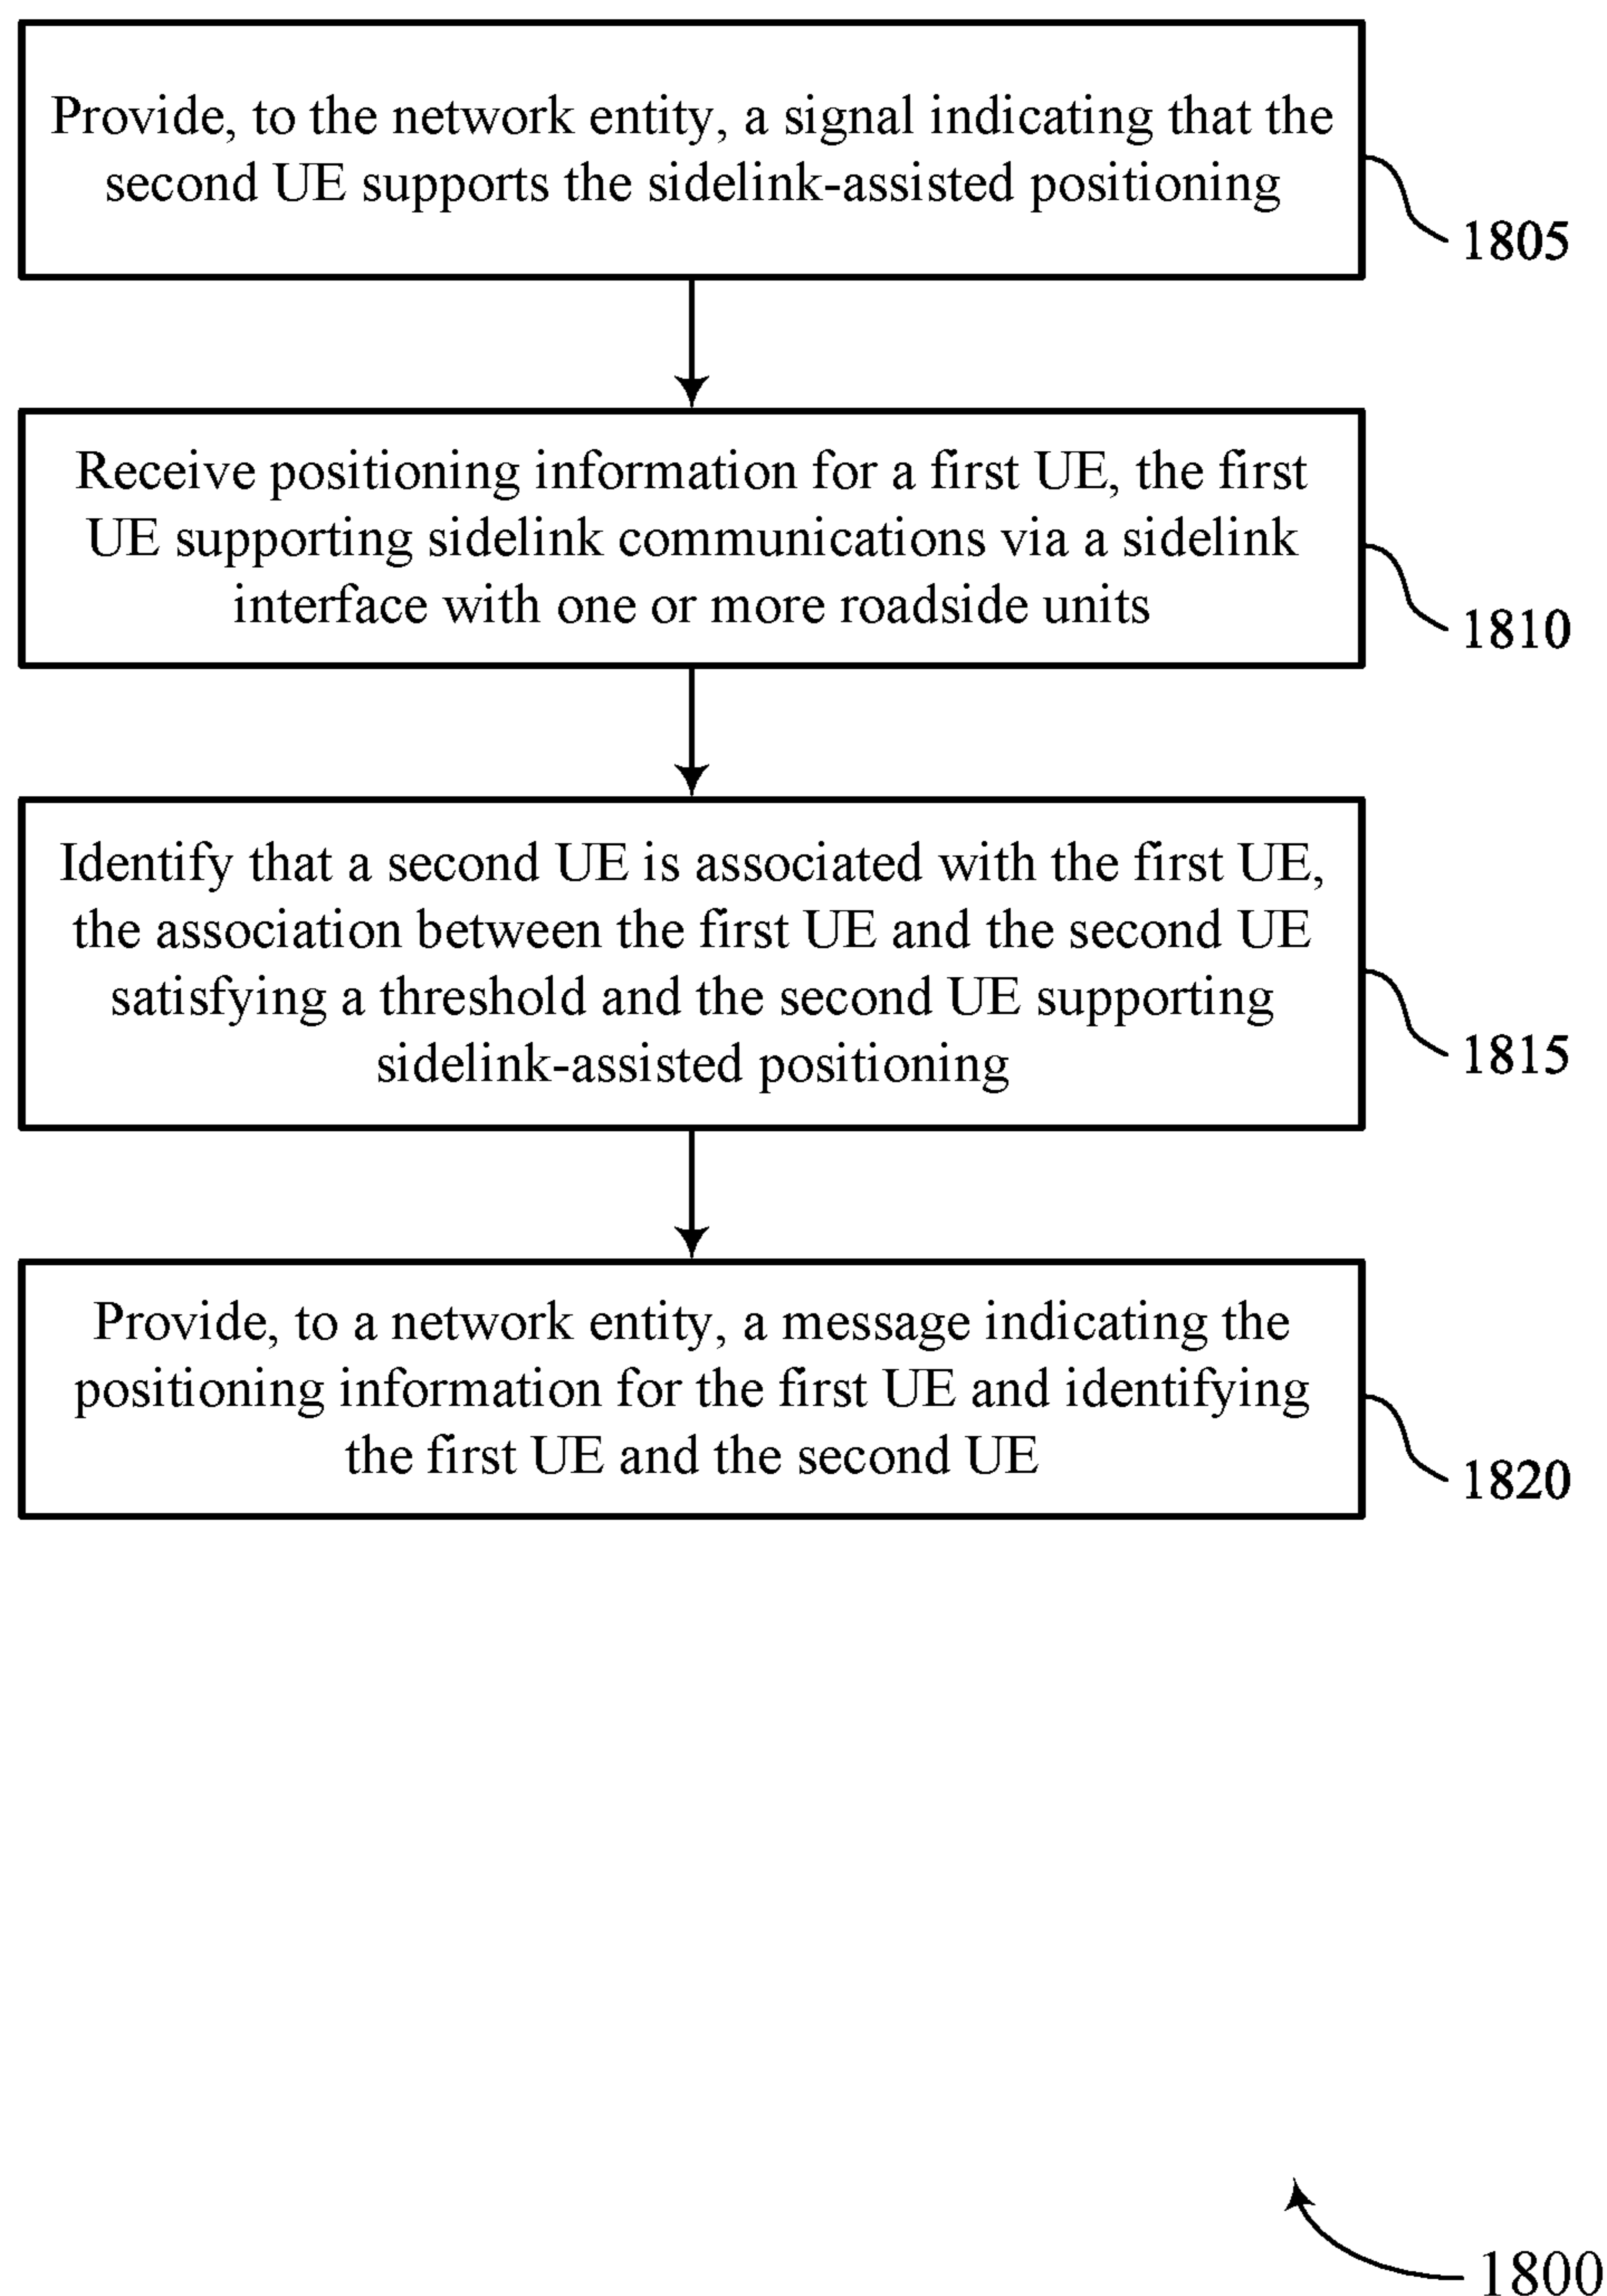 Provide, to the network entity, a signal indicating that the
second UE supports the sidelink-assisted positioning
1805
Receive positioning information for a first UE, the first
UE supporting sidelink communications via a sidelink
interface with one or more roadside units
1810
Identify that a second UE is associated with the first UE,
the association between the first UE and the second UE
satisfying a threshold and the second UE supporting
sidelink-assisted positioning
1815
Provide, to a network entity, a message indicating the
positioning information for the first UE and identifying
the first UE and the second UE
1820
1800